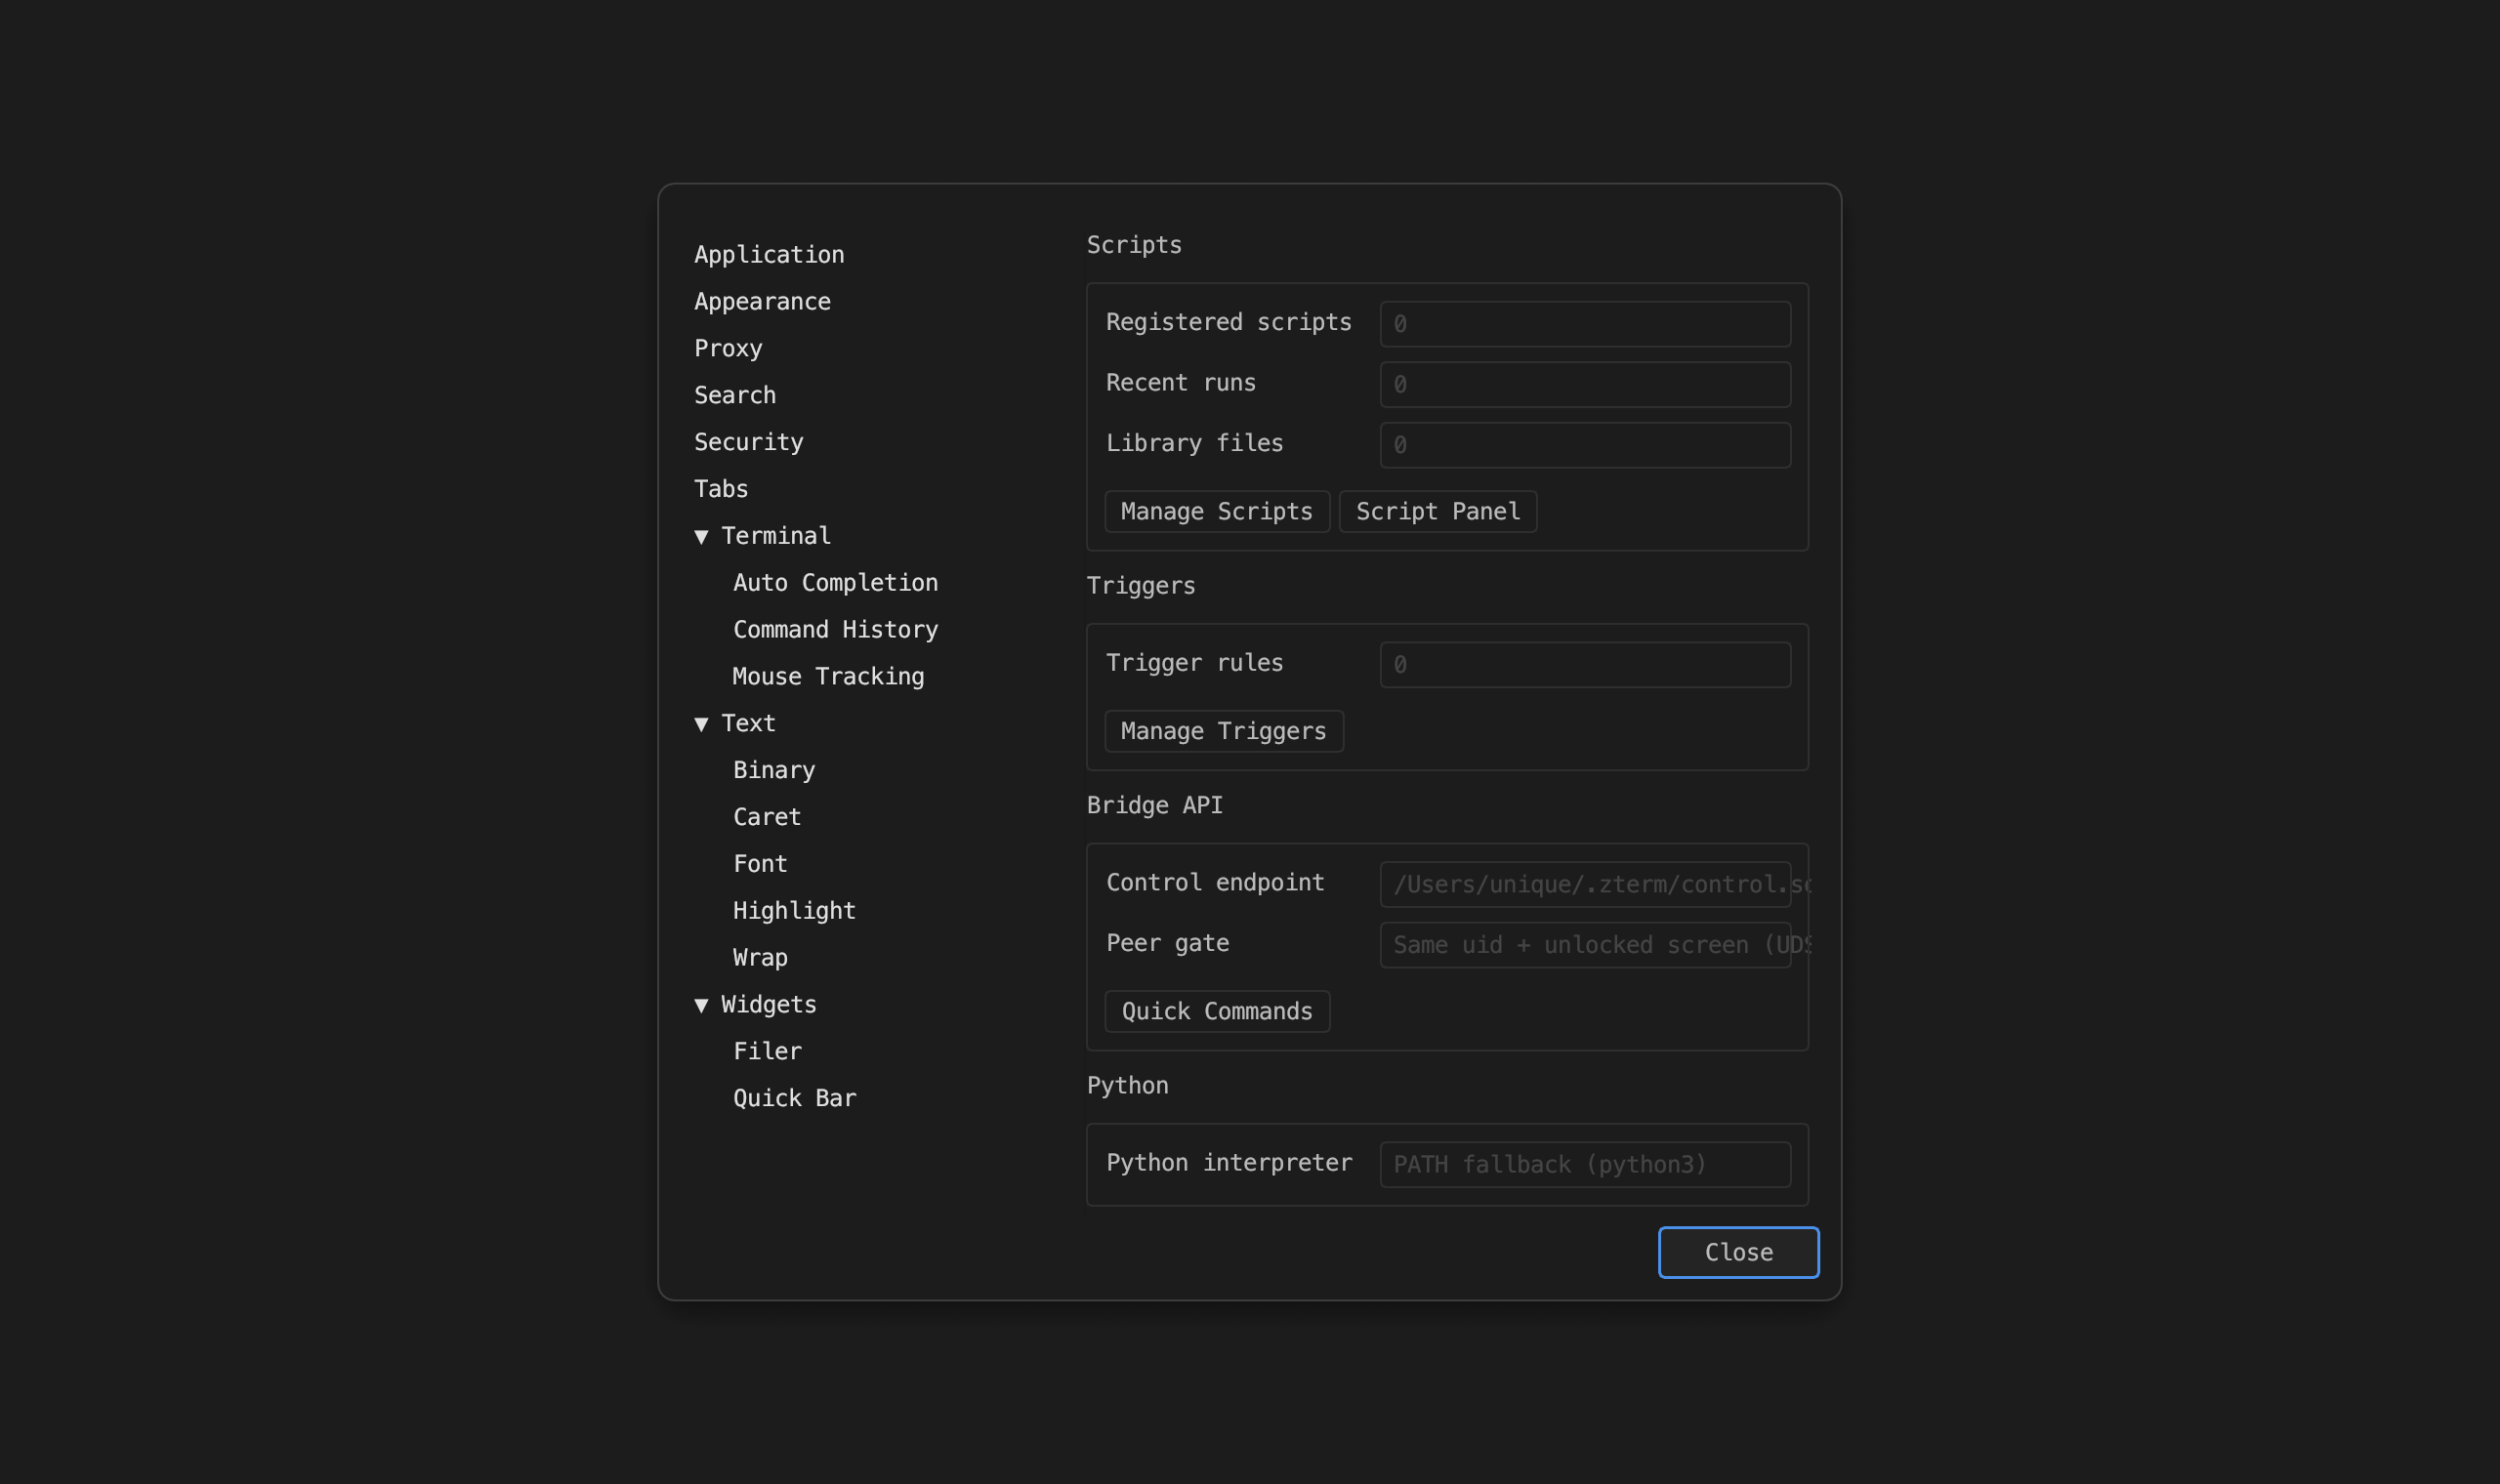 Application
Appearance
Proxy
Search
Security
Tabs
▼ Terminal
Auto Completion
Command History
Mouse Tracking
▼ Text
Binary
Caret
Font
Highlight
Wrap
▼ Widgets
Filer
Quick Bar
Scripts
Registered scripts 0
Recent runs 0
Library files 0
Manage Scripts Script Panel
Triggers
Trigger rules 0
Manage Triggers
Bridge API
Control endpoint /Users/unique/.zterm/control.so
Peer gate Same uid + unlocked screen (UDS
Quick Commands
Python
Python interpreter PATH fallback (python3)
Close